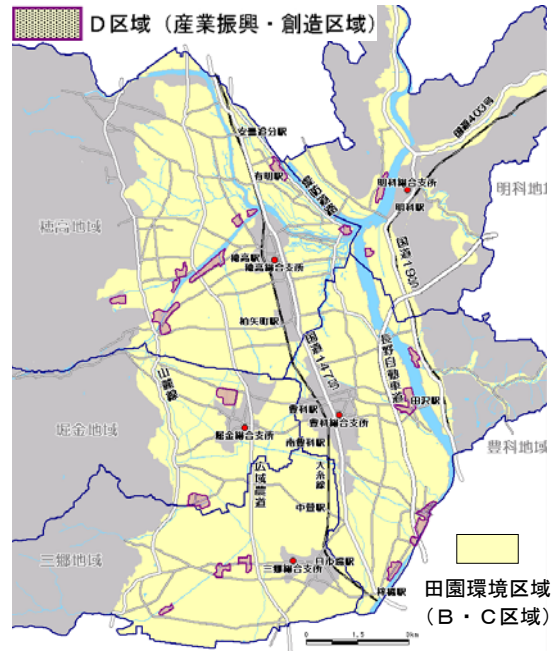 D区域（産業振興・創造区域）
安曇追分駅
有明駅
国道403号
明科総合支所
明科駅
明科地域
穂高地域
穂高駅
穂高総合支所
国道19号
柏矢町駅
国道147号
長野自動車道
山麓線
田沢駅
豊科駅
豊科総合支所
堀金総合支所
南豊科駅
堀金地域
豊科地域
広域農道
大糸線
中萱駅
三郷地域
三郷総合支所
一日市場駅
梓橋駅
田園環境区域
（B・C区域）
0 1.5 3km